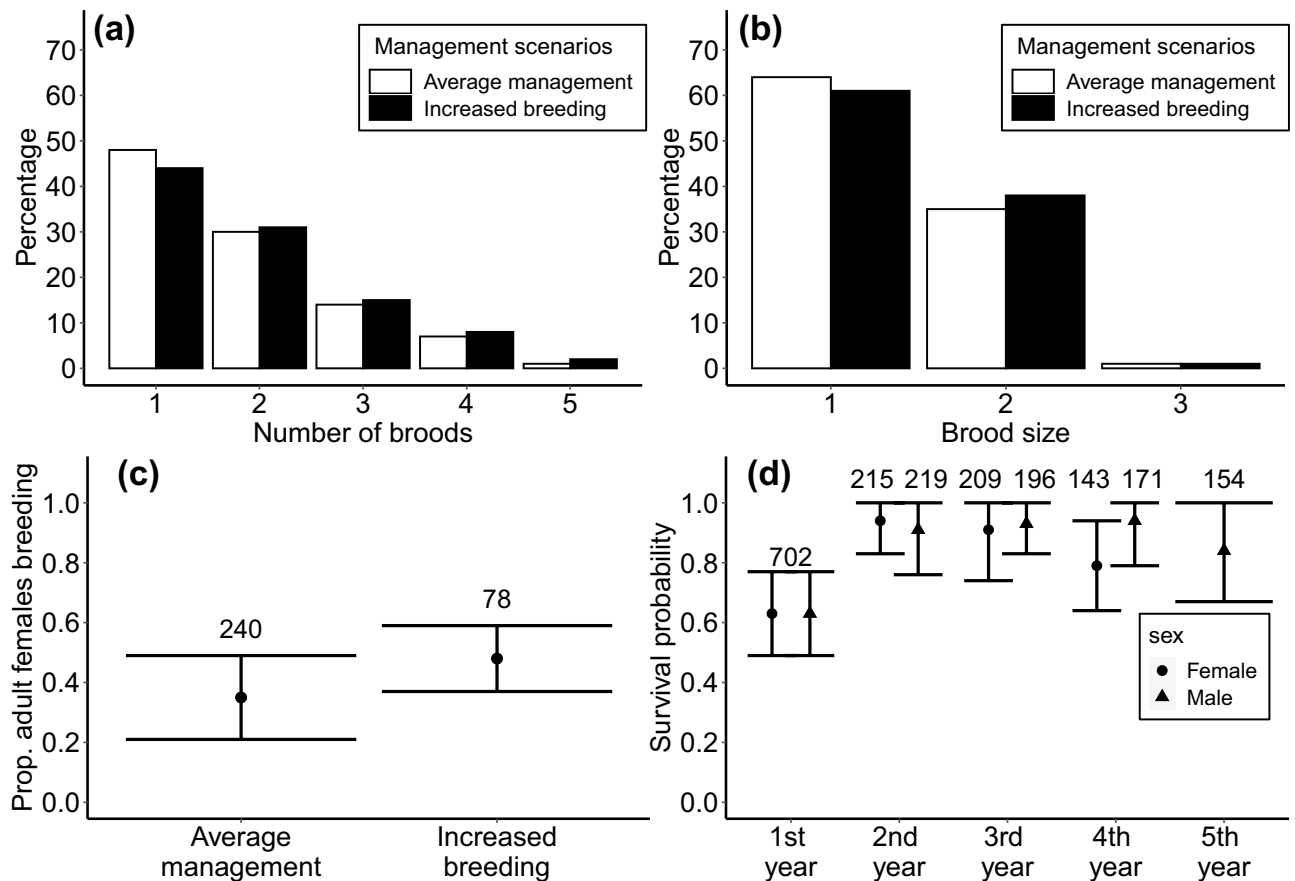 (a)
Management scenarios
Average management
Increased breeding
Percentage
70
60
50
40
30
20
10
0
1 2 3 4 5
Number of broods
(b)
Management scenarios
Average management
Increased breeding
Percentage
70
60
50
40
30
20
10
0
1 2 3
Brood size
(c)
Prop. adult females breeding
1.0
0.8
0.6
0.4
0.2
0.0
240
78
Average
management
Increased
breeding
(d)
Survival probability
1.0
0.8
0.6
0.4
0.2
0.0
215 219 209 196 143 171 154
702
sex
Female
Male
1st
year
2nd
year
3rd
year
4th
year
5th
year